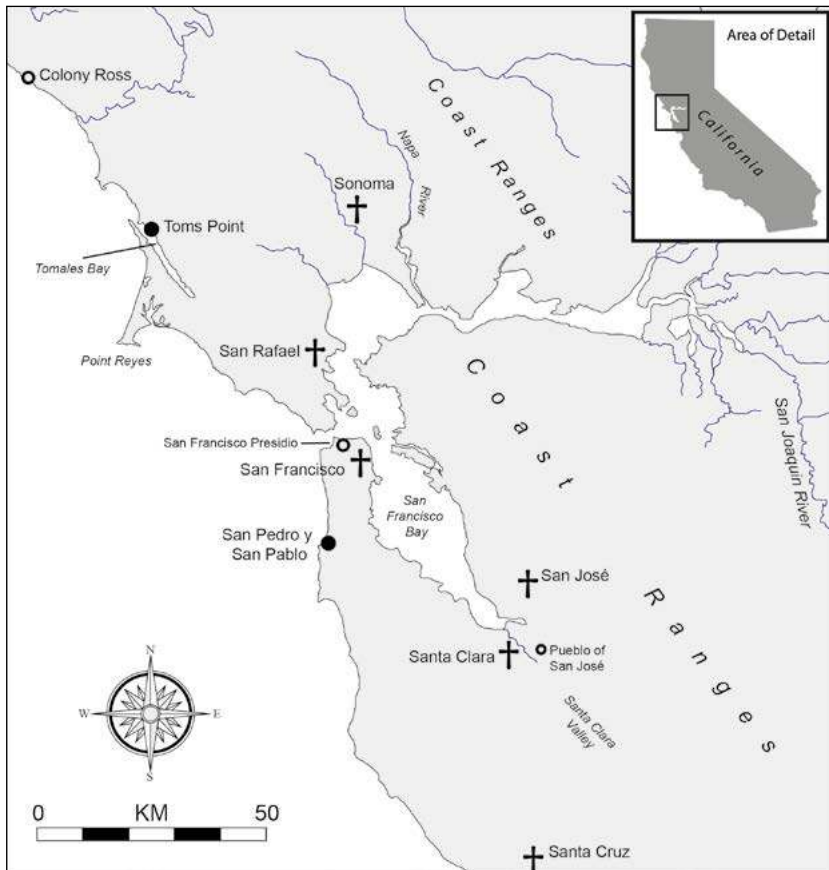 Area of Detail
California
Colony Ross
Coast Ranges
Napa
River
Sonoma
Toms Point
Tomales Bay
Point Reyes
San Rafael
Coast Ranges
San Joaquin River
San Francisco Presidio
San Francisco
San
Francisco
Bay
San Pedro y
San Pablo
San José
Santa Clara
Pueblo of
San José
Santa Clara
Valley
N
W
E
S
0 KM 50
Santa Cruz